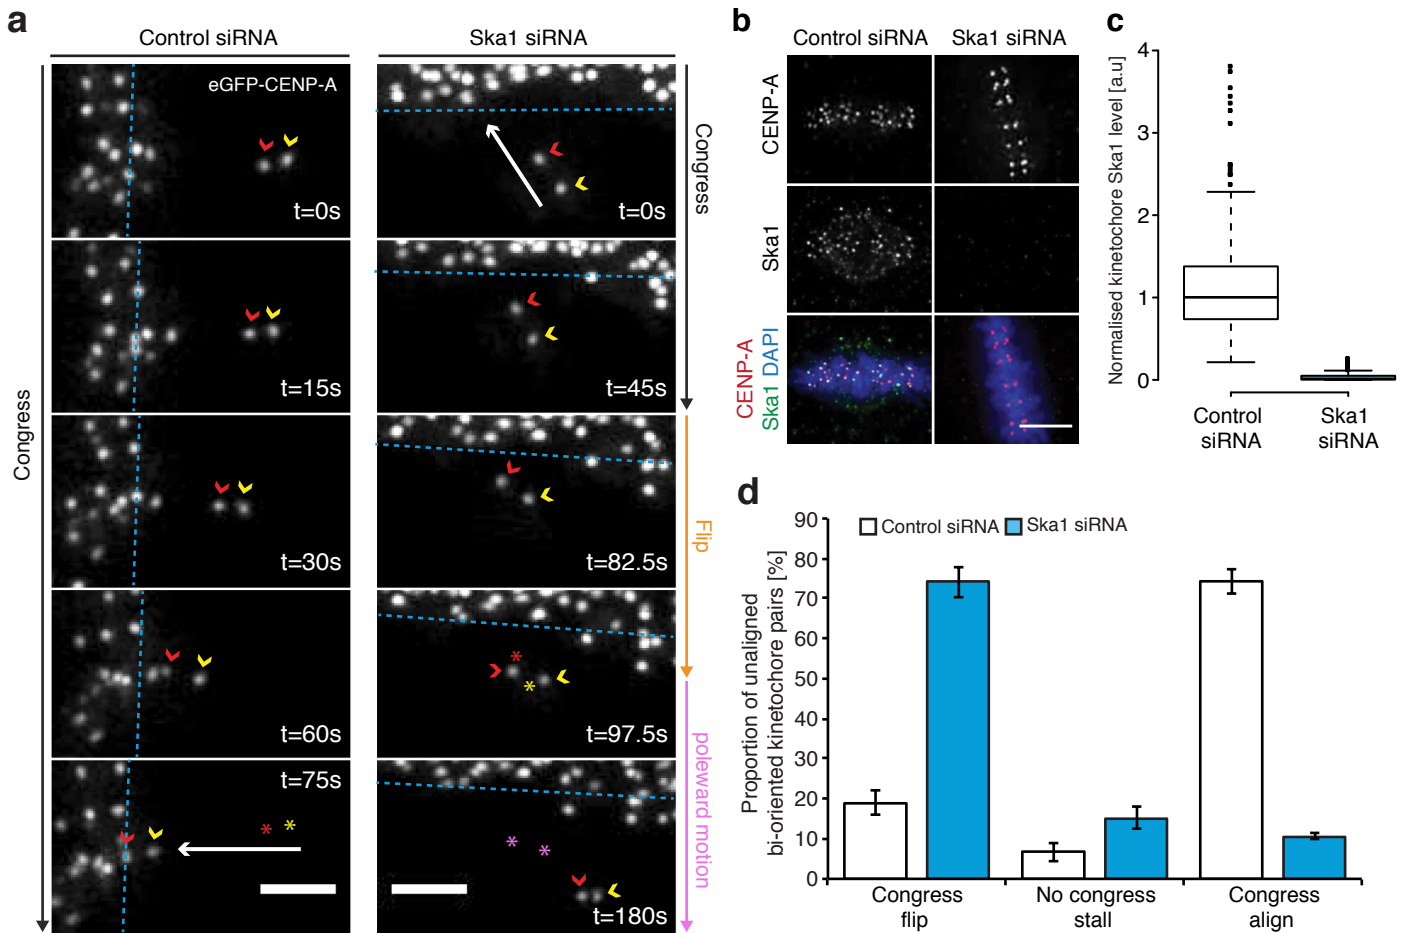 a
Control siRNA
Ska1 siRNA
eGFP-CENP-A
t=0s
t=0s
t=15s
t=45s
t=30s
t=82.5s
t=60s
t=97.5s
t=75s
t=180s
Congress
Congress
Flip
poleward motion
* *
* *
* *
b
Control siRNA
Ska1 siRNA
CENP-A
Ska1
CENP-A
Ska1 DAPI
c
Normalised kinetochore Ska1 level [a.u]
4
3
2
1
0
Control
siRNA
Ska1
siRNA
d
Control siRNA
Ska1 siRNA
Proportion of unaligned
bi-oriented kinetochore pairs [%]
90
80
70
60
50
40
30
20
10
0
Congress
flip
No congress
stall
Congress
align